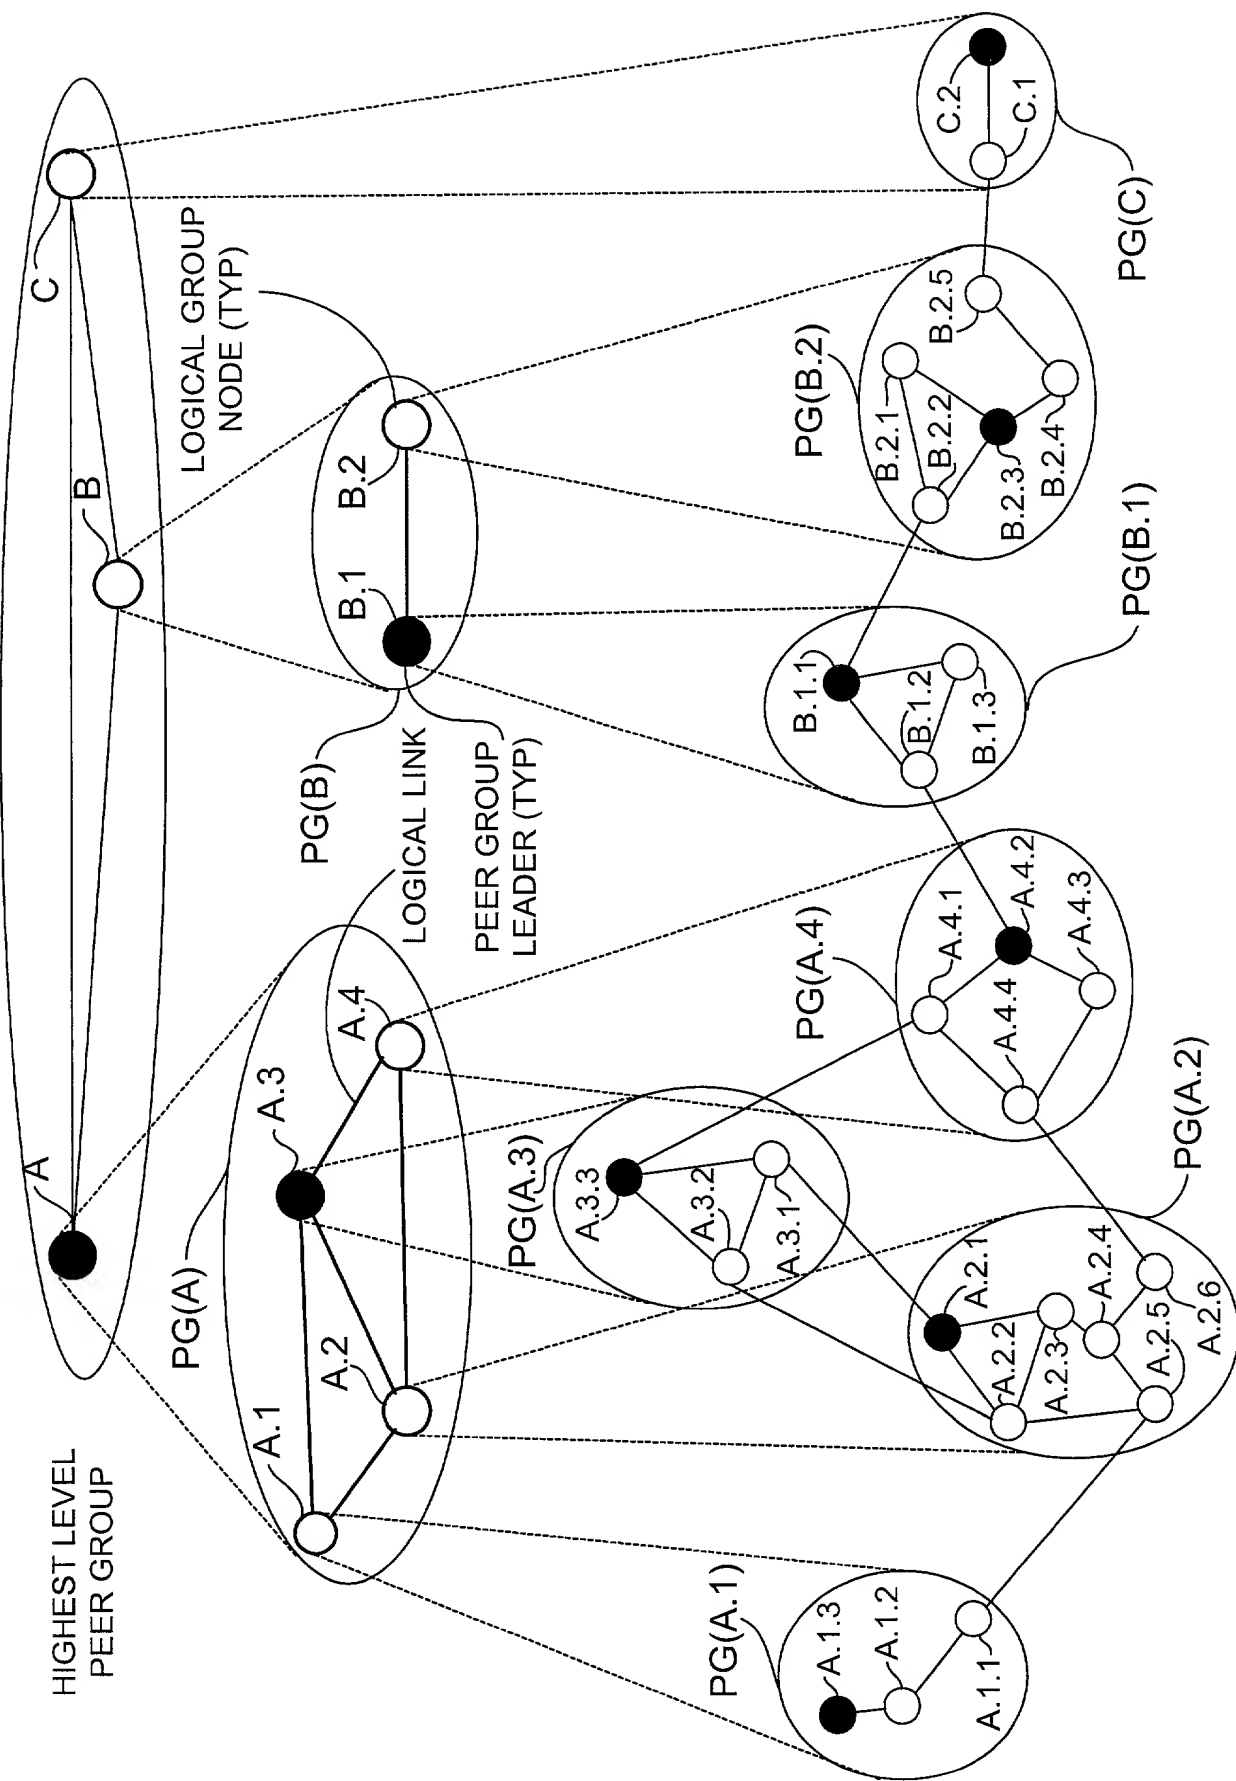 HIGHEST LEVEL
PEER GROUP
A
B
C
PG(A)
A.1
A.2
A.3
A.4
LOGICAL LINK
PG(B)
B.1
B.2
PEER GROUP
LEADER (TYP)
LOGICAL GROUP
NODE (TYP)
PG(A.1)
A.1.3
A.1.2
A.1.1
PG(A.3)
A.3.3
A.3.2
A.3.1
PG(A.2)
A.2.1
A.2.2
A.2.3
A.2.4
A.2.5
A.2.6
PG(A.4)
A.4.1
A.4.2
A.4.4
A.4.3
PG(B.1)
B.1.1
B.1.2
B.1.3
PG(B.2)
B.2.1
B.2.2
B.2.3
B.2.4
B.2.5
PG(C)
C.2
C.1